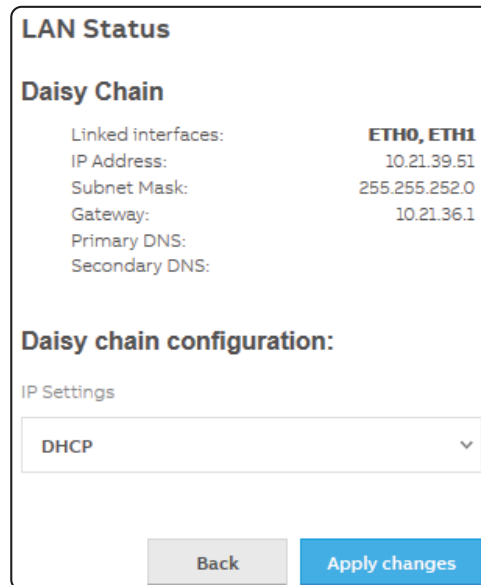 LAN Status
Daisy Chain
Linked interfaces: ETH0, ETH1
IP Address: 10.21.39.51
Subnet Mask: 255.255.252.0
Gateway: 10.21.36.1
Primary DNS:
Secondary DNS:
Daisy chain configuration:
IP Settings
DHCP
Back Apply changes